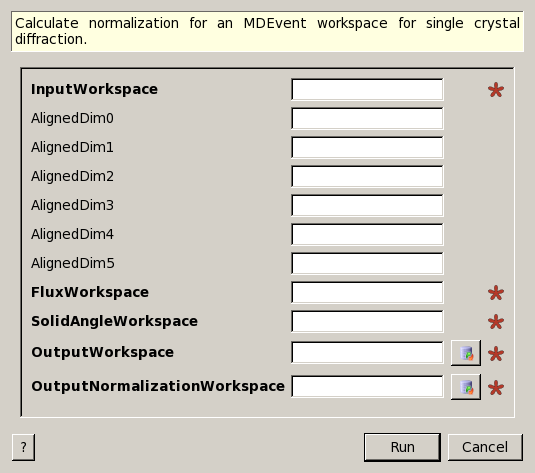 Calculate normalization for an MDEvent workspace for single crystal
diffraction.
InputWorkspace
AlignedDim0
AlignedDim1
AlignedDim2
AlignedDim3
AlignedDim4
AlignedDim5
FluxWorkspace
SolidAngleWorkspace
OutputWorkspace
OutputNormalizationWorkspace
? Run Cancel